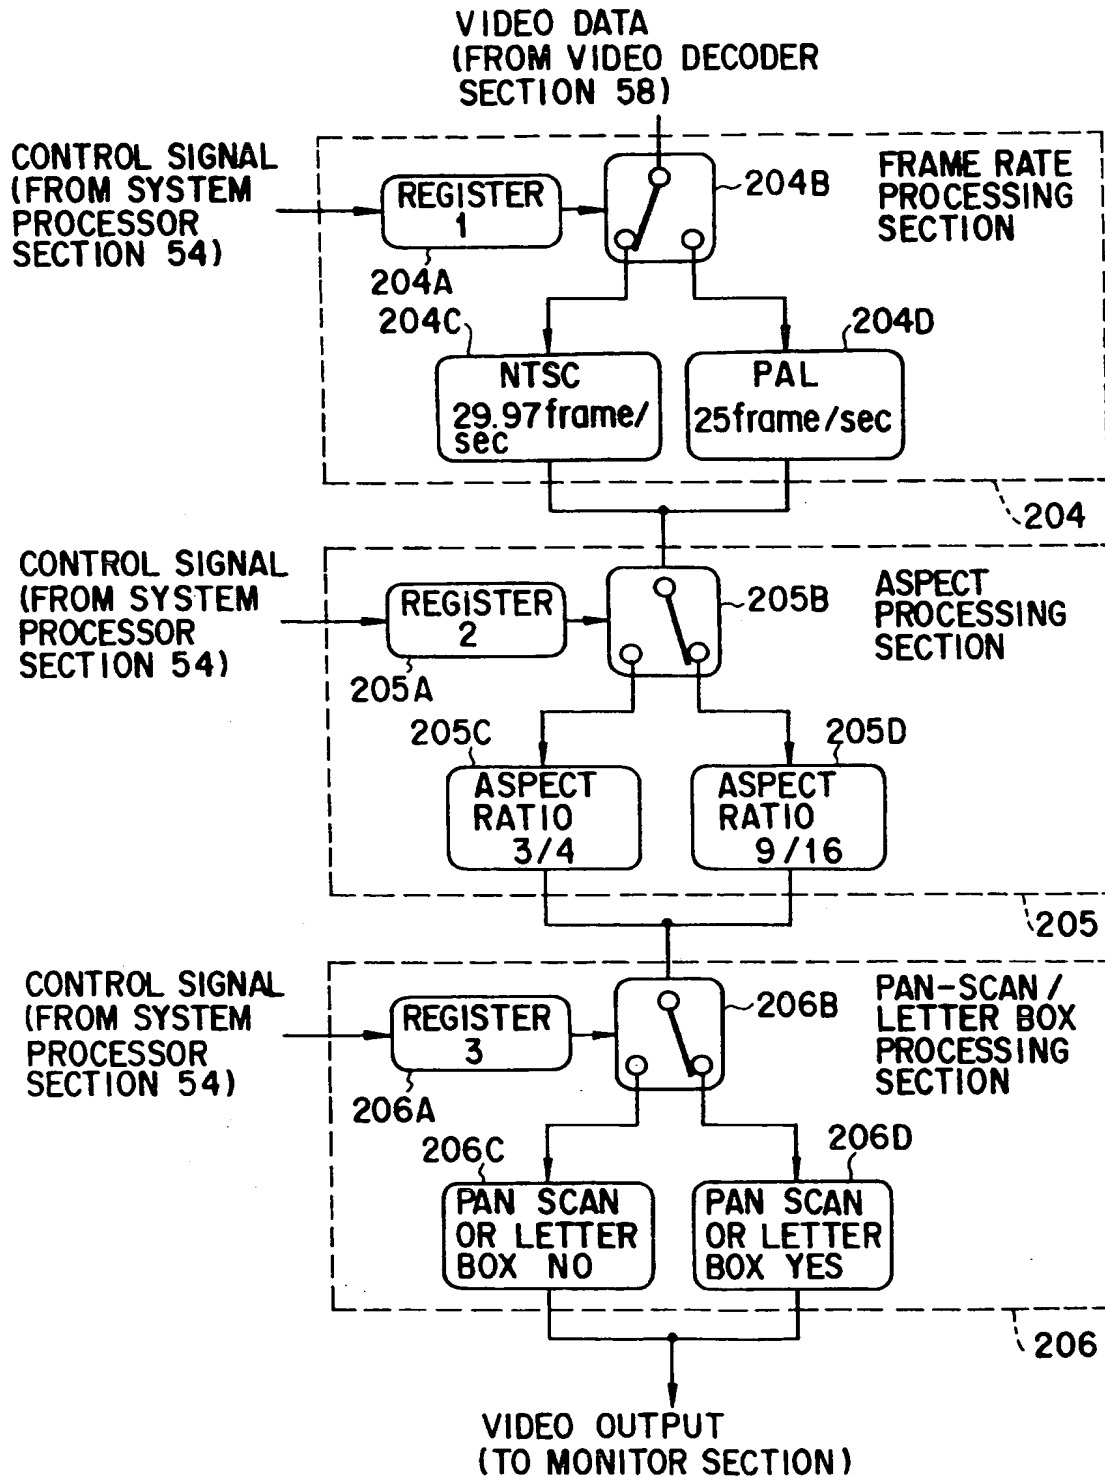 VIDEO DATA
(FROM VIDEO DECODER
SECTION 58)
CONTROL SIGNAL
(FROM SYSTEM
PROCESSOR
SECTION 54)
REGISTER
1
204A
204B
FRAME RATE
PROCESSING
SECTION
204C
NTSC
29.97frame/
sec
204D
PAL
25frame/sec
204
CONTROL SIGNAL
(FROM SYSTEM
PROCESSOR
SECTION 54)
REGISTER
2
205A
205B
ASPECT
PROCESSING
SECTION
205C
ASPECT
RATIO
3/4
205D
ASPECT
RATIO
9/16
205
CONTROL SIGNAL
(FROM SYSTEM
PROCESSOR
SECTION 54)
REGISTER
3
206A
206B
PAN-SCAN/
LETTER BOX
PROCESSING
SECTION
206C
PAN SCAN
OR LETTER
BOX NO
206D
PAN SCAN
OR LETTER
BOX YES
206
VIDEO OUTPUT
(TO MONITOR SECTION)